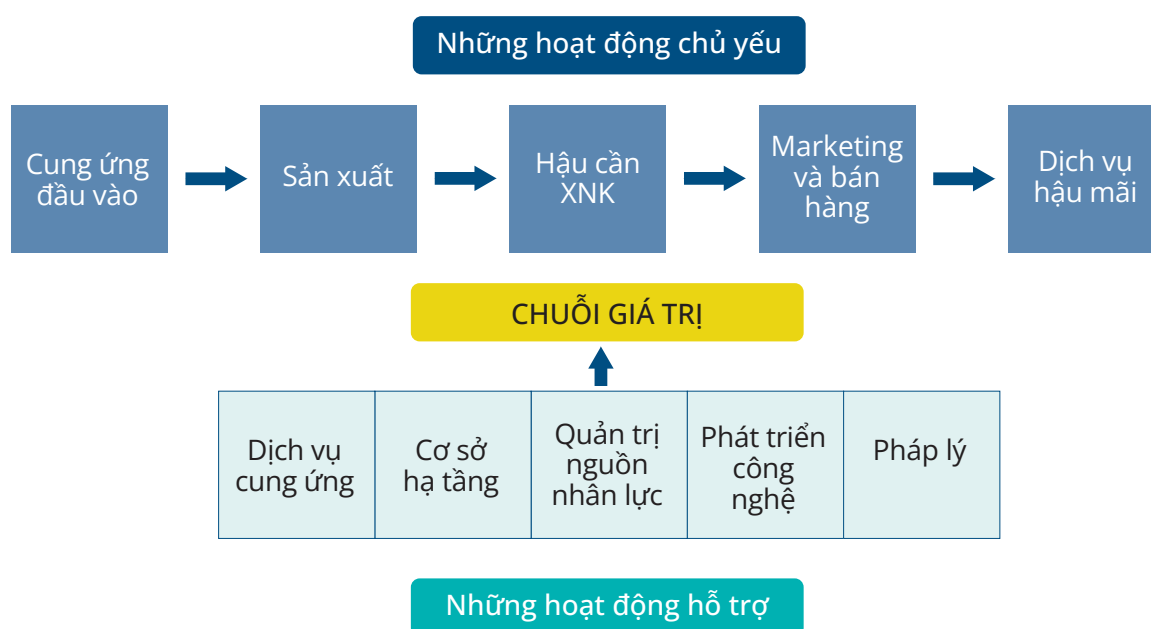 Những hoạt động chủ yếu
Cung ứng
đầu vào
Sản xuất
Hậu cần
XNK
Marketing
và bán
hàng
Dịch vụ
hậu mãi
CHUỖI GIÁ TRỊ
Dịch vụ
cung ứng
Cơ sở
hạ tầng
Quản trị
nguồn
nhân lực
Phát triển
công
nghệ
Pháp lý
Những hoạt động hỗ trợ